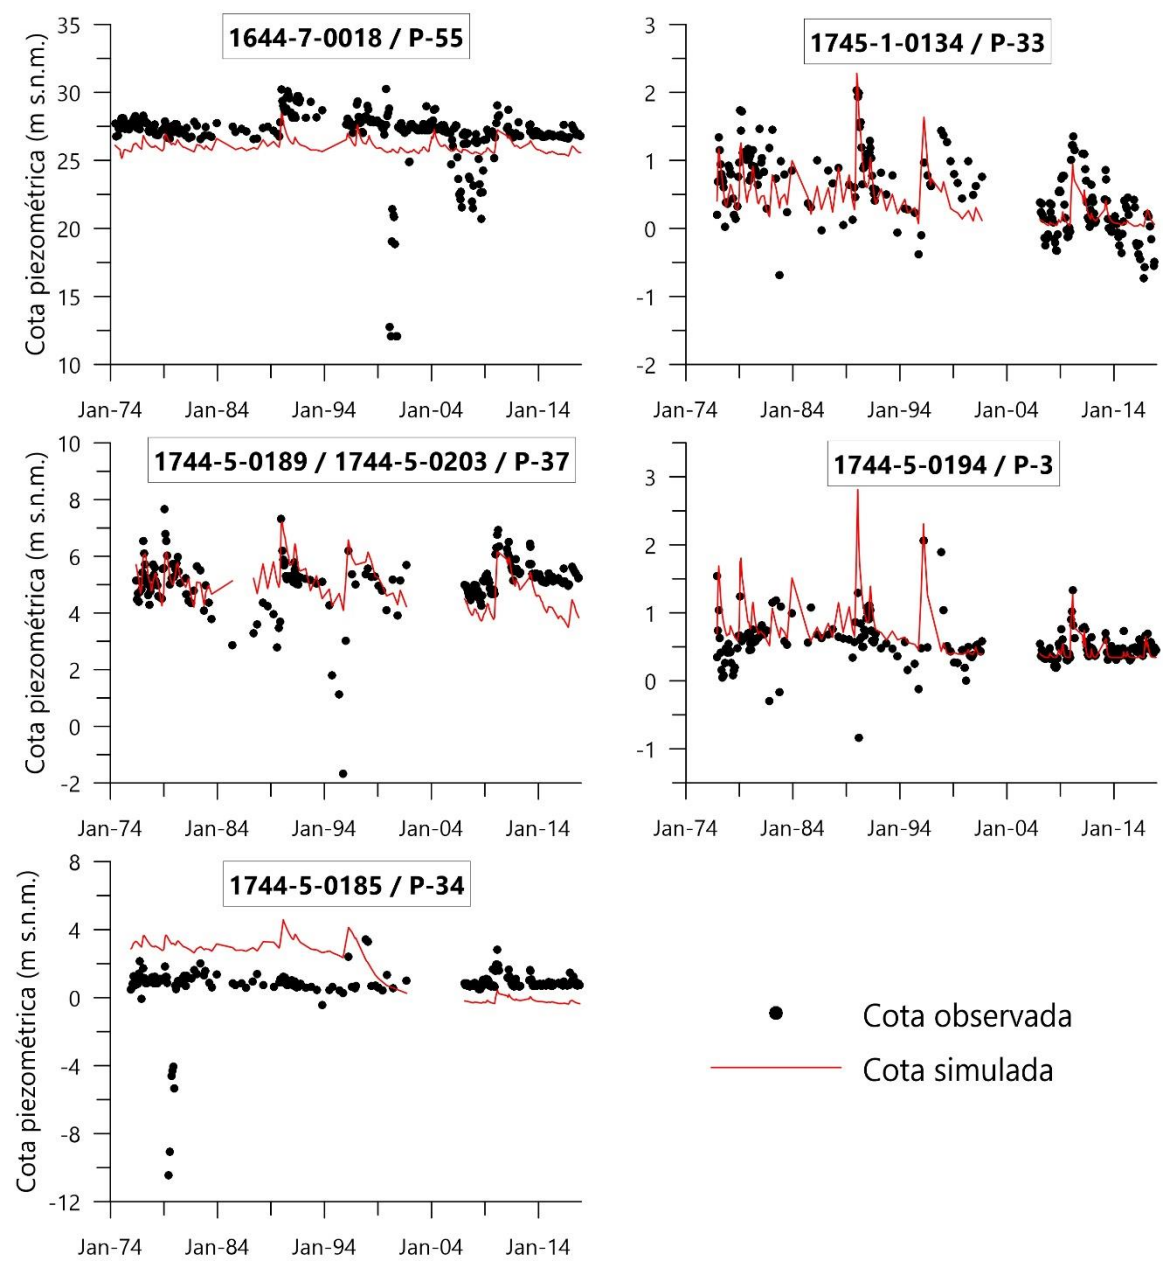 1644-7-0018 / P-55
Cota piezométrica (m s.n.m.)
35
30
25
20
15
10
Jan-74 Jan-84 Jan-94 Jan-04 Jan-14
1745-1-0134 / P-33
3
2
1
0
-1
-2
Jan-74 Jan-84 Jan-94 Jan-04 Jan-14
1744-5-0189 / 1744-5-0203 / P-37
Cota piezométrica (m s.n.m.)
10
8
6
4
2
0
-2
Jan-74 Jan-84 Jan-94 Jan-04 Jan-14
1744-5-0194 / P-3
3
2
1
0
-1
Jan-74 Jan-84 Jan-94 Jan-04 Jan-14
1744-5-0185 / P-34
Cota piezométrica (m s.n.m.)
8
4
0
-4
-8
-12
Jan-74 Jan-84 Jan-94 Jan-04 Jan-14
Cota observada
Cota simulada